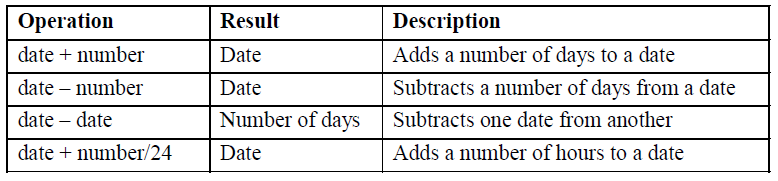 Operation Result Description
date + number Date Adds a number of days to a date
date – number Date Subtracts a number of days from a date
date – date Number of days Subtracts one date from another
date + number/24 Date Adds a number of hours to a date